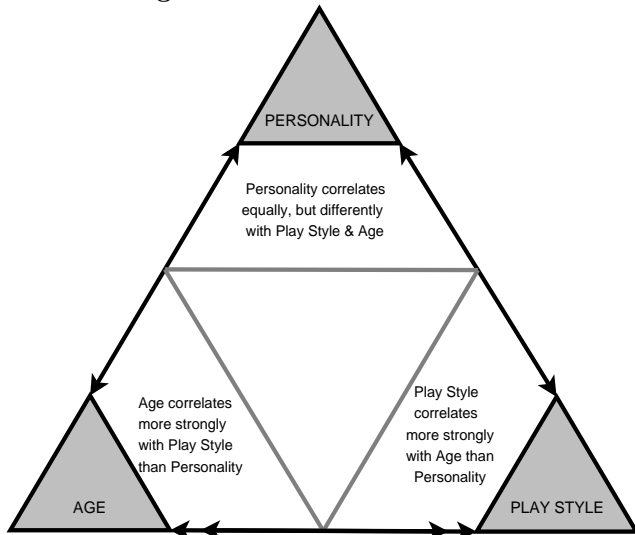 PERSONALITY
Personality correlates
equally, but differently
with Play Style & Age
Age correlates
more strongly
with Play Style
than Personality
Play Style
correlates
more strongly
with Age than
Personality
AGE
PLAY STYLE